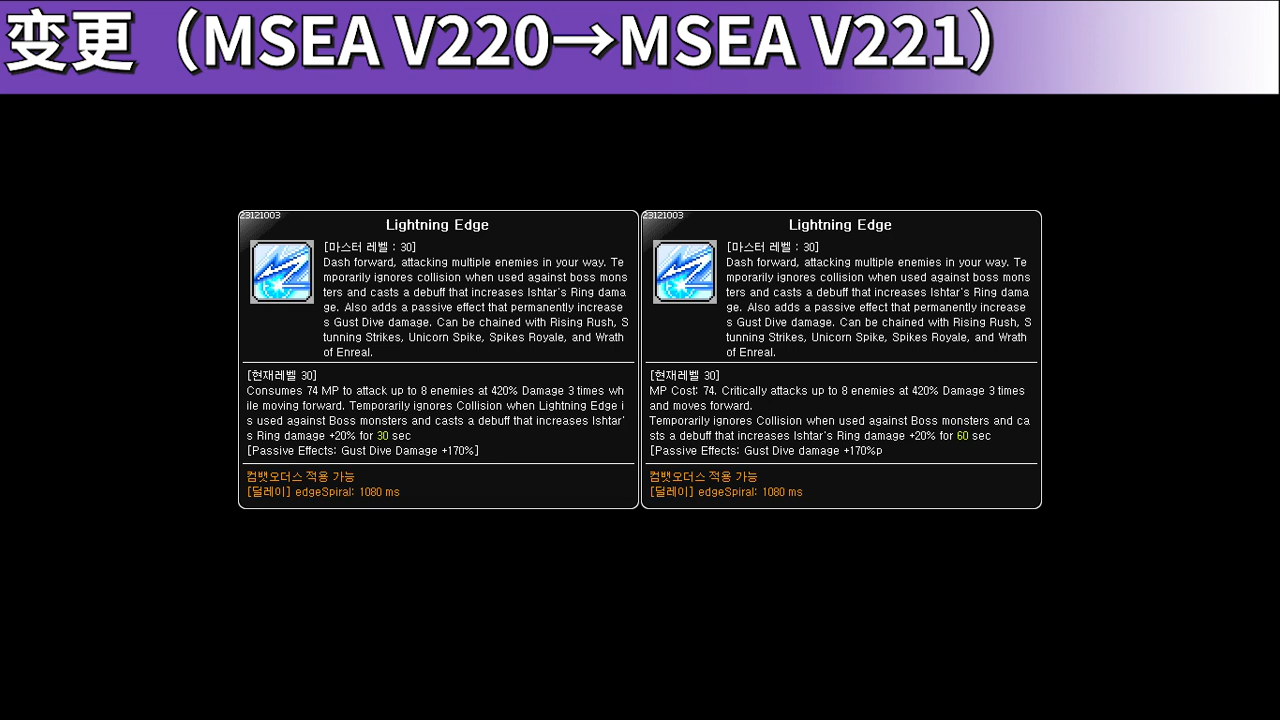 变更（MSEA V220→MSEA V221）
23121003
Lightning Edge
[마스터 레벨 : 30]
Dash forward, attacking multiple enemies in your way. Te
mporarily ignores collision when used against boss mons
ters and casts a debuff that increases Ishtar's Ring dama
ge. Also adds a passive effect that permanently increase
s Gust Dive damage. Can be chained with Rising Rush, S
tunning Strikes, Unicorn Spike, Spikes Royale, and Wrath
of Enreal.
[현재레벨 30]
Consumes 74 MP to attack up to 8 enemies at 420% Damage 3 times wh
ile moving forward. Temporarily ignores Collision when Lightning Edge i
s used against Boss monsters and casts a debuff that increases Ishtar'
s Ring damage +20% for 30 sec
[Passive Effects: Gust Dive Damage +170%]
컴뱃오더스 적용 가능
[딜레이] edgeSpiral: 1080 ms
23121003
Lightning Edge
[마스터 레벨 : 30]
Dash forward, attacking multiple enemies in your way. Te
mporarily ignores collision when used against boss mons
ters and casts a debuff that increases Ishtar's Ring dama
ge. Also adds a passive effect that permanently increase
s Gust Dive damage. Can be chained with Rising Rush, S
tunning Strikes, Unicorn Spike, Spikes Royale, and Wrath
of Enreal.
[현재레벨 30]
MP Cost: 74. Critically attacks up to 8 enemies at 420% Damage 3 times
and moves forward.
Temporarily ignores Collision when used against Boss monsters and ca
sts a debuff that increases Ishtar's Ring damage +20% for 60 sec
[Passive Effects: Gust Dive damage +170%p
컴뱃오더스 적용 가능
[딜레이] edgeSpiral: 1080 ms